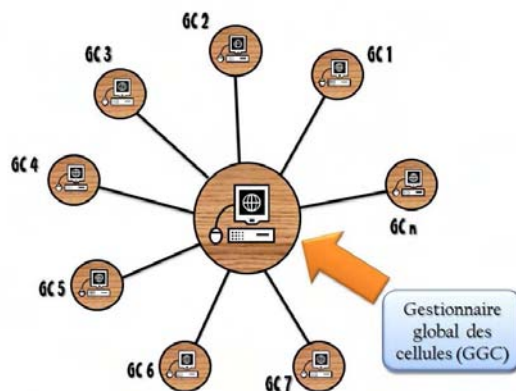 GC 2
GC 1
GC 3
GC 4
GC n
GC 5
GC 6
GC 7
Gestionnaire
global des
cellules (GGC)